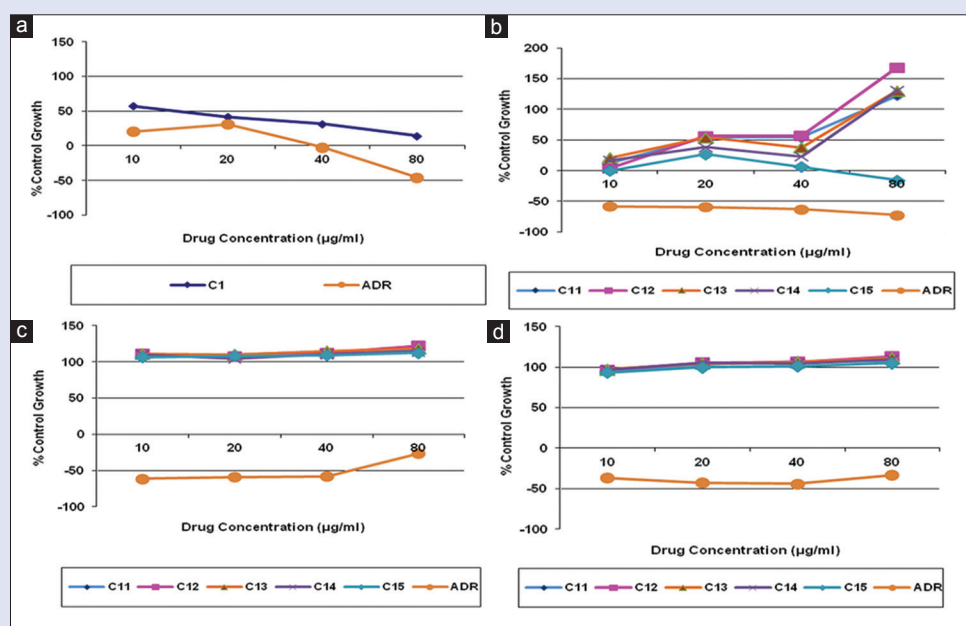 a
150
100
50
0
-50
-100
% Control Growth
10 20 40 80
Drug Concentration (µg/ml)
C1 ADR
b
200
150
100
50
0
-50
-100
% Control Growth
10 20 40 80
Drug Concentration (µg/ml)
C11 C12 C13 C14 C15 ADR
c
150
100
50
0
-50
-100
% Control Growth
10 20 40 80
Drug Concentration (µg/ml)
C11 C12 C13 C14 C15 ADR
d
150
100
50
0
-50
-100
% Control Growth
10 20 40 80
Drug Concentration (µg/ml)
C11 C12 C13 C14 C15 ADR